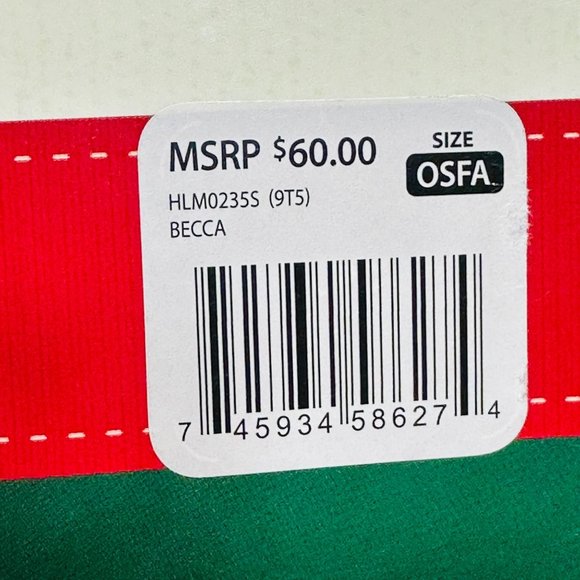 MSRP $60.00
SIZE
OSFA
HLM0235S (9T5)
BECCA
7 45934 58627 4